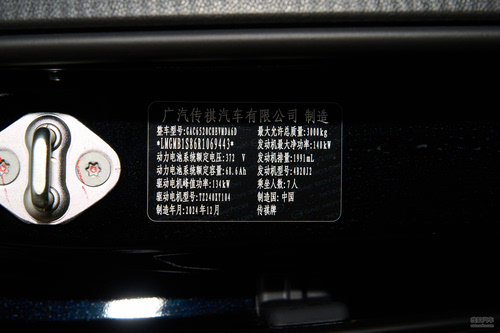 广汽传祺汽车有限公司 制造
整车型号:GAC6520CHEVMD6D 最大允许总质量:3000kg
*LMGMB1S86R1069443* 发动机最大净功率:140kW
动力电池系统额定电压:372 V 发动机排量:1991mL
动力电池系统额定容量:68.6Ah 发动机型号:4B20J2
驱动电机峰值功率:134kW 乘坐人数:7人
驱动电机型号:TZ240XY104 制造国:中国
制造年月:2024年12月 传祺牌